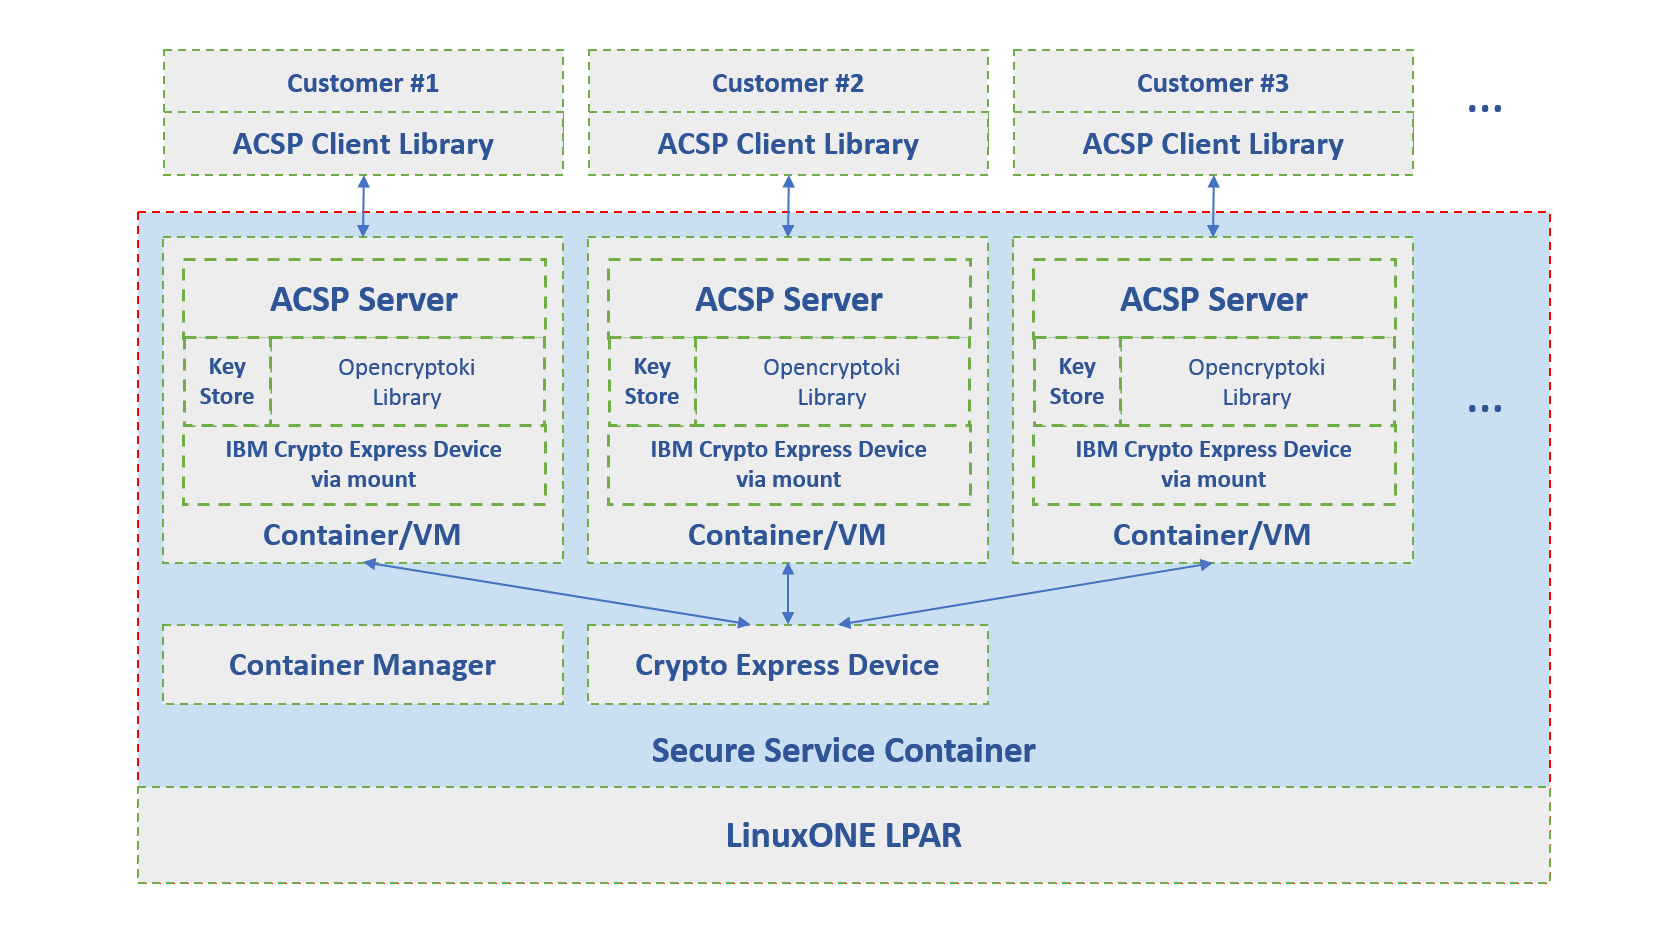 Customer #1
ACSP Client Library
Customer #2
ACSP Client Library
Customer #3
ACSP Client Library
...
ACSP Server
Key
Store
Opencryptoki
Library
IBM Crypto Express Device
via mount
Container/VM
ACSP Server
Key
Store
Opencryptoki
Library
IBM Crypto Express Device
via mount
Container/VM
ACSP Server
Key
Store
Opencryptoki
Library
IBM Crypto Express Device
via mount
Container/VM
...
Container Manager
Crypto Express Device
Secure Service Container
LinuxONE LPAR